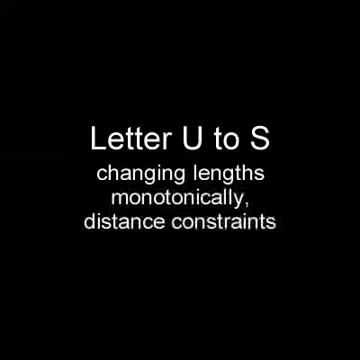 Letter U to S
changing lengths
monotonically,
distance constraints